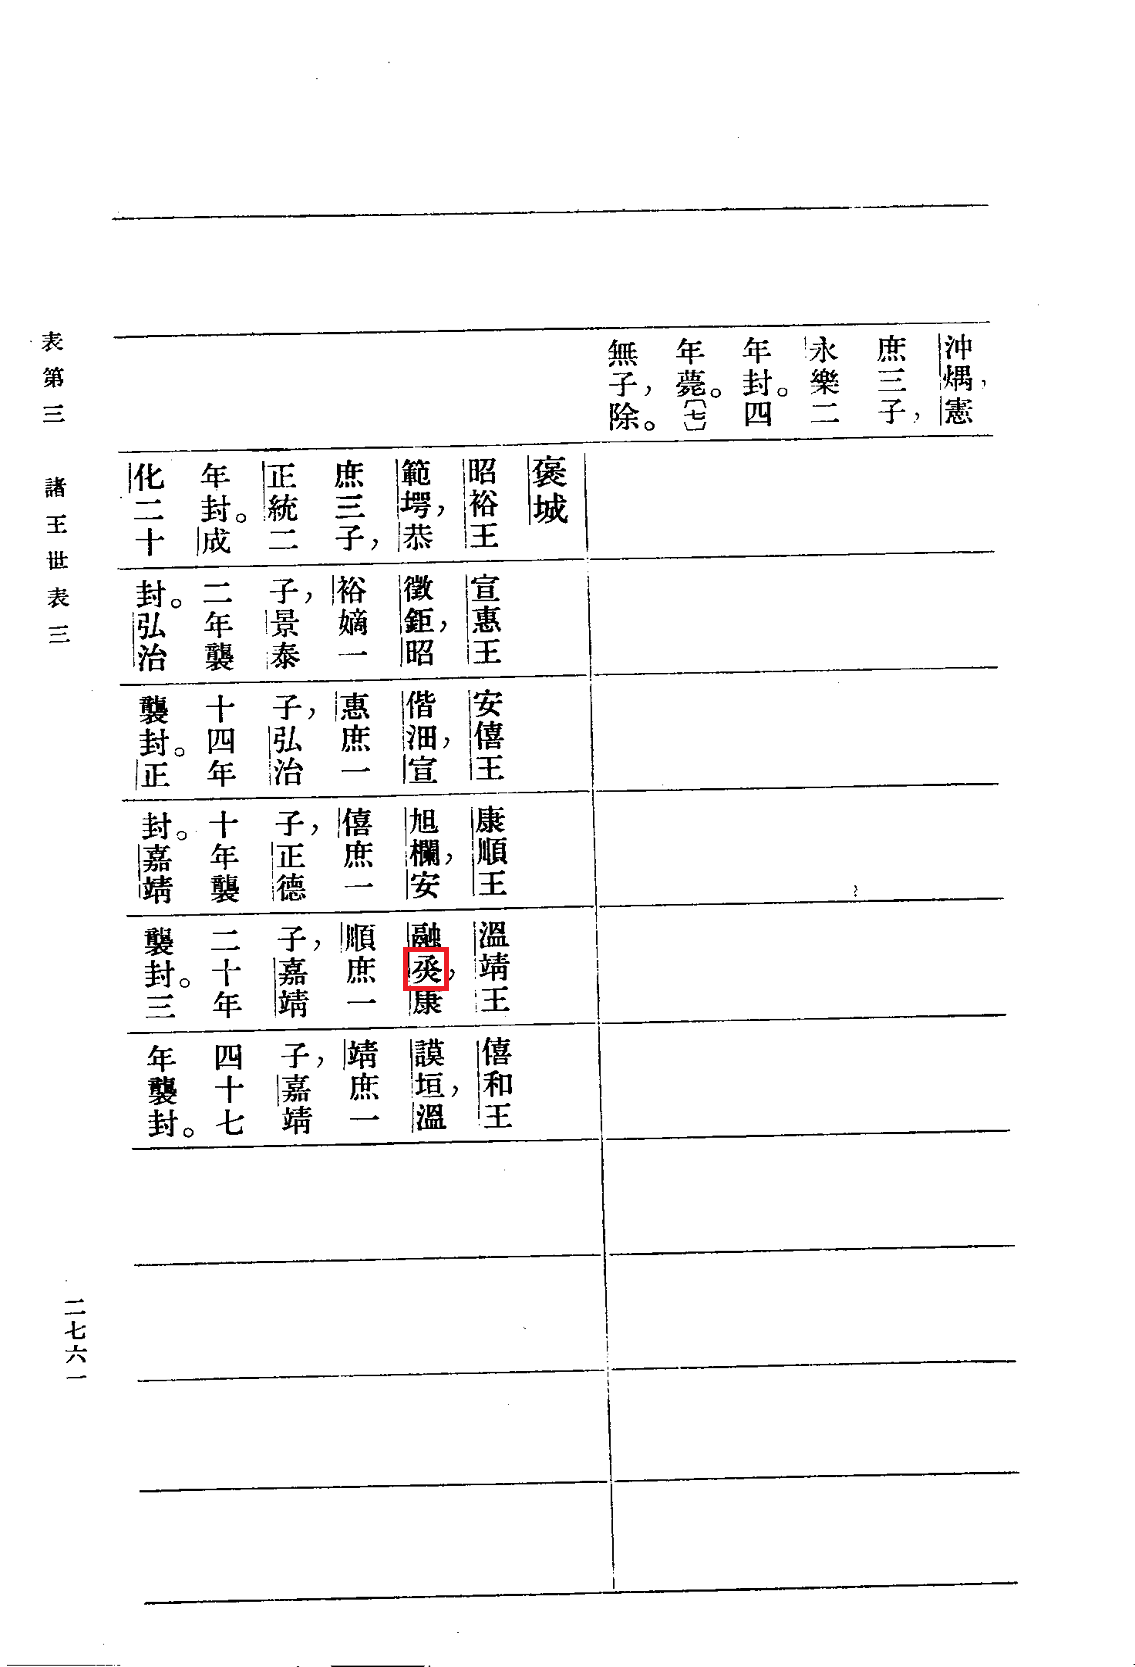 沖，憲
庶三子，
永樂二
年封。四
年薨。〔七〕
無子，除。
褒城
昭裕王
範堮，恭
庶三子，
正統二
年封。成
化二十
宣惠王
徵鉅，昭
裕嫡一
子，景泰
二年襲
封。弘治
安僖王
偕沺，宣
惠庶一
子，弘治
十四年
襲封。正
康順王
旭欄，安
僖庶一
子，正德
十年襲
封。嘉靖
溫靖王
融，康
順庶一
子，嘉靖
二十年
襲封。三
僖和王
謨垣，溫
靖庶一
子，嘉靖
四十七
年襲封。
表第三　諸王世表三
二七六一